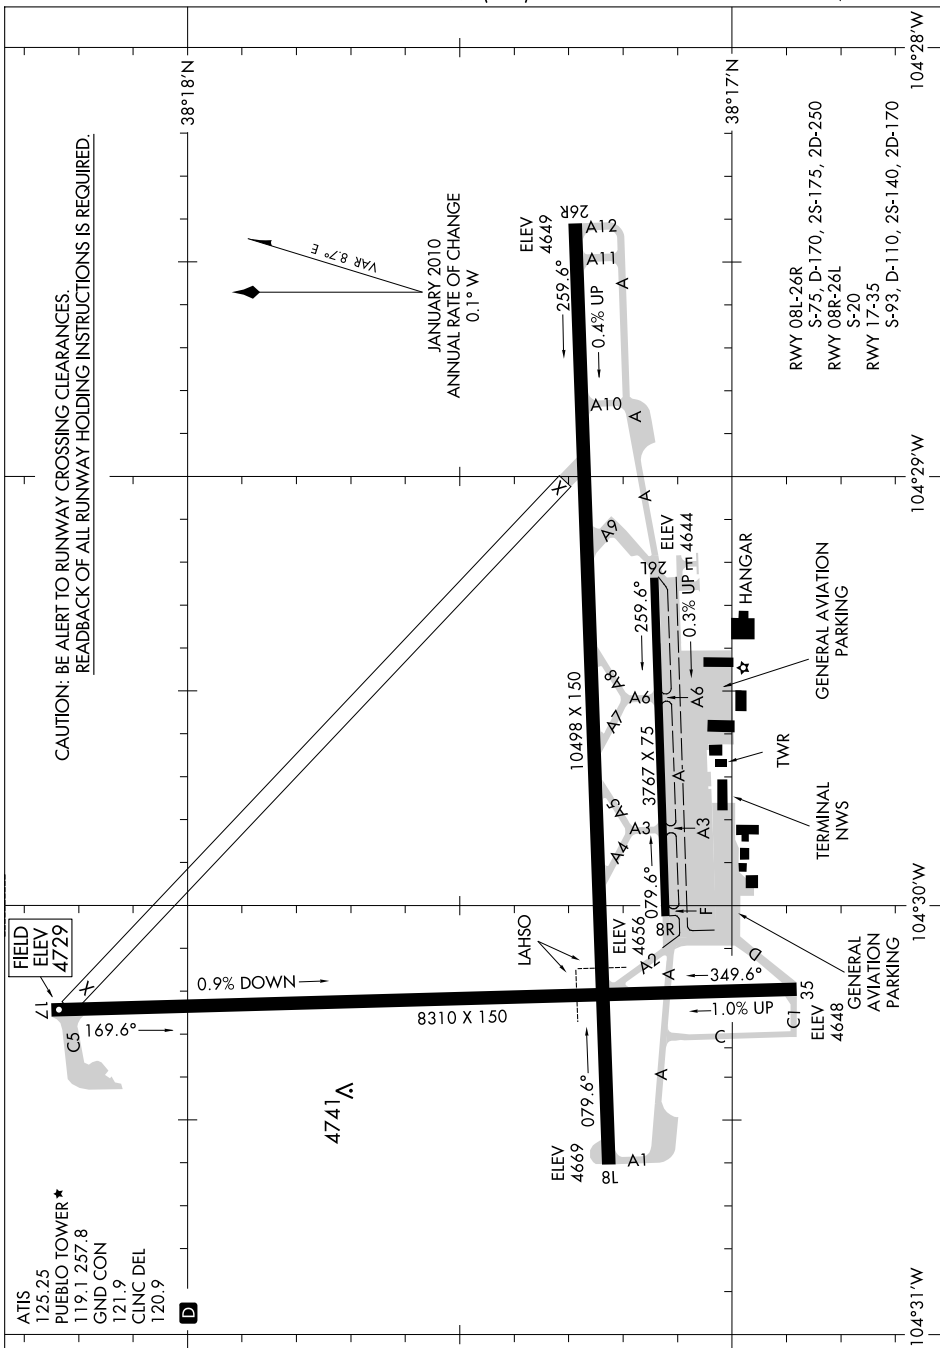 ATIS
125.25
PUEBLO TOWER★
119.1 257.8
GND CON
121.9
CLNC DEL
120.9
D
CAUTION: BE ALERT TO RUNWAY CROSSING CLEARANCES.
READBACK OF ALL RUNWAY HOLDING INSTRUCTIONS IS REQUIRED.
FIELD
ELEV
4729
17
C5
169.6°
0.9% DOWN
8310 X 150
X
X
4741
38°18'N
38°17'N
104°31'W
104°30'W
104°29'W
104°28'W
VAR 8.7° E
JANUARY 2010
ANNUAL RATE OF CHANGE
0.1° W
ELEV
4669
8L
079.6°
A1
LAHSO
10498 X 150
ELEV
4649
26R
259.6°
0.4% UP
A12
A11
A
A10
A
A
A9
A8
A7
A5
A4
A6
A3
A2
A
A
ELEV
4656
8R
079.6°
3767 X 75
259.6°
26L
ELEV
4644
0.3% UP
E
A6
A
A3
F
349.6°
1.0% UP
C
C1
35
ELEV
4648
D
GENERAL
AVIATION
PARKING
TERMINAL
NWS
TWR
GENERAL AVIATION
PARKING
HANGAR
RWY 08L-26R
S-75, D-170, 2S-175, 2D-250
RWY 08R-26L
S-20
RWY 17-35
S-93, D-110, 2S-140, 2D-170